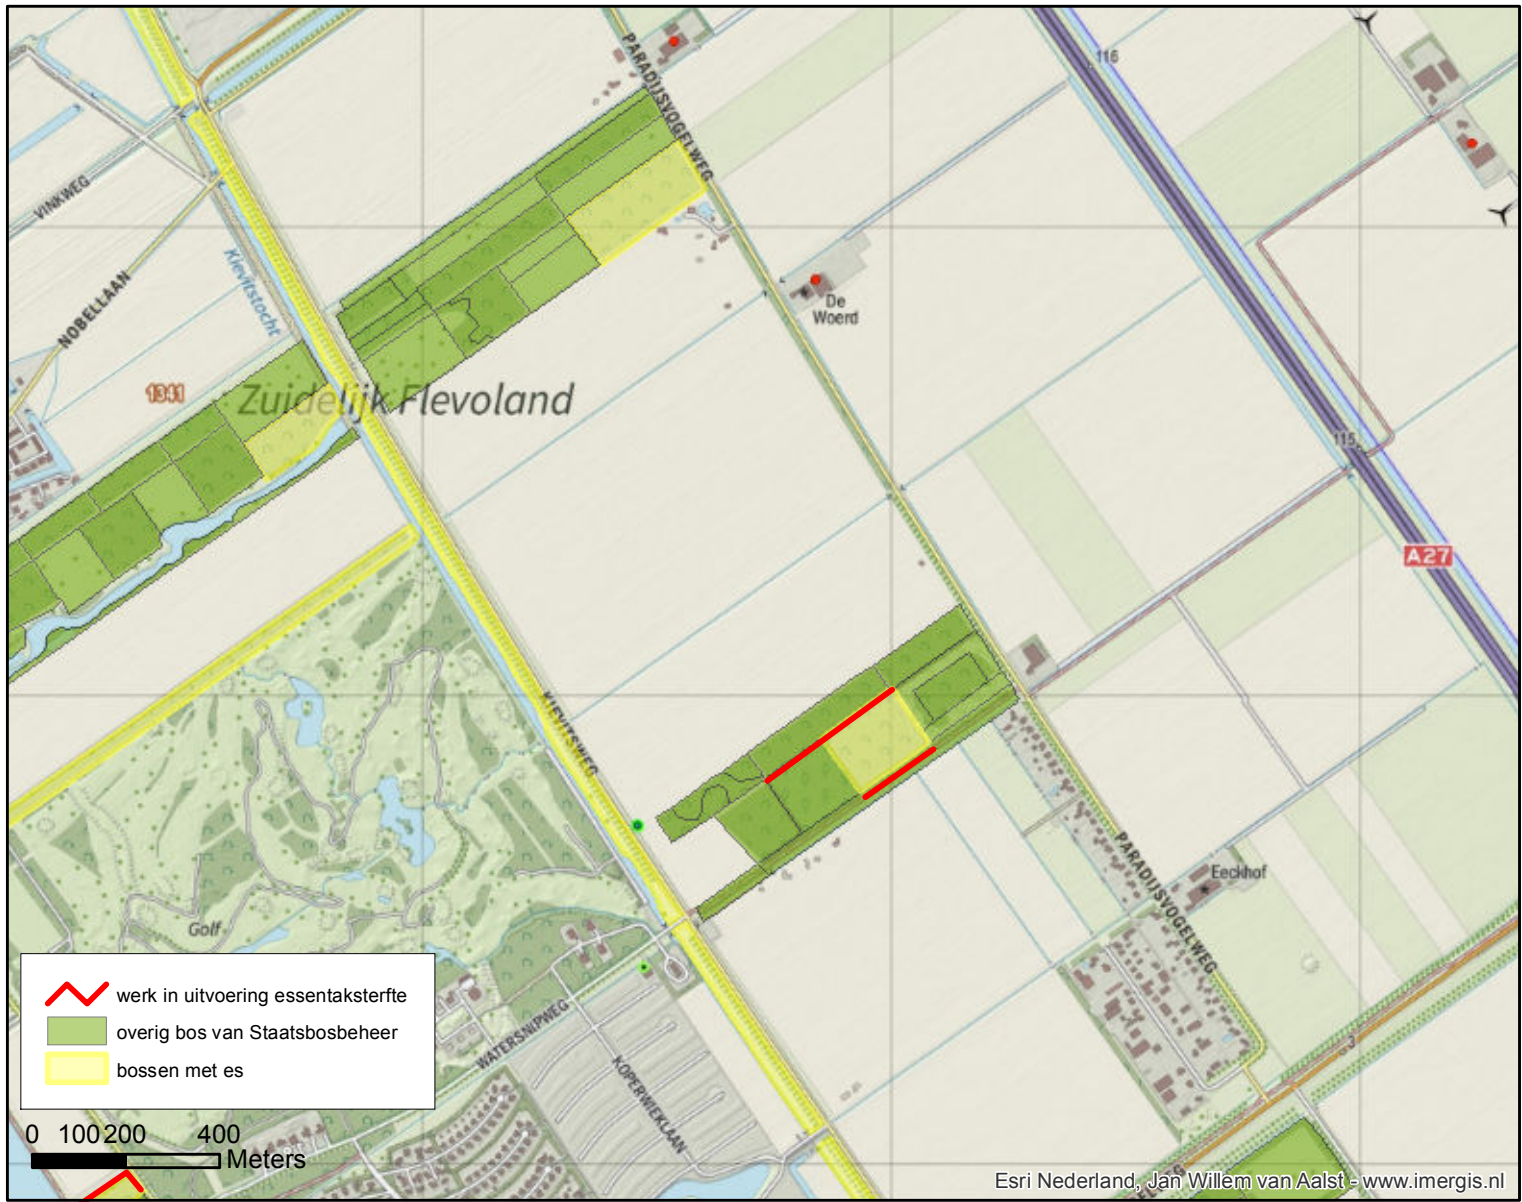 116
PARADIJSVOGELWEG
VINKWEG
Kievitstocht
NOBELLAAN
De
Woerd
1311
Zuidelijk Flevoland
115
A27
KIEVITSWEG
PARADIJSVOGELWEG
Eeckhof
Golf
werk in uitvoering essentaksterfte
overig bos van Staatsbosbeheer
bossen met es
WATERSNIPWEG
KOPERWIEKLAAN
3
0 100 200 400
Meters
Esri Nederland, Jan Willem van Aalst - www.imergis.nl